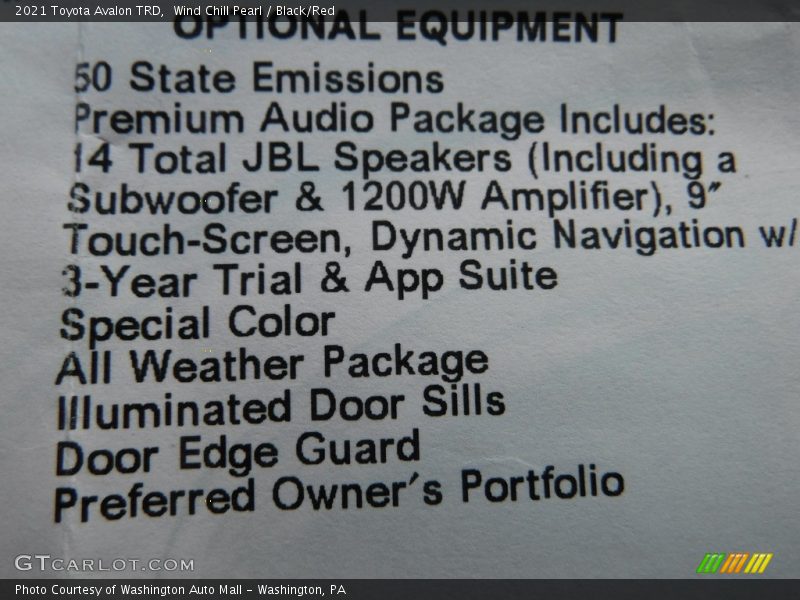 2021 Toyota Avalon TRD, Wind Chill Pearl / Black/Red
OPTIONAL EQUIPMENT
50 State Emissions
Premium Audio Package Includes:
14 Total JBL Speakers (Including a
Subwoofer & 1200W Amplifier), 9″
Touch-Screen, Dynamic Navigation w/
3-Year Trial & App Suite
Special Color
All Weather Package
Illuminated Door Sills
Door Edge Guard
Preferred Owner's Portfolio
GTCARLOT.COM
Photo Courtesy of Washington Auto Mall - Washington, PA